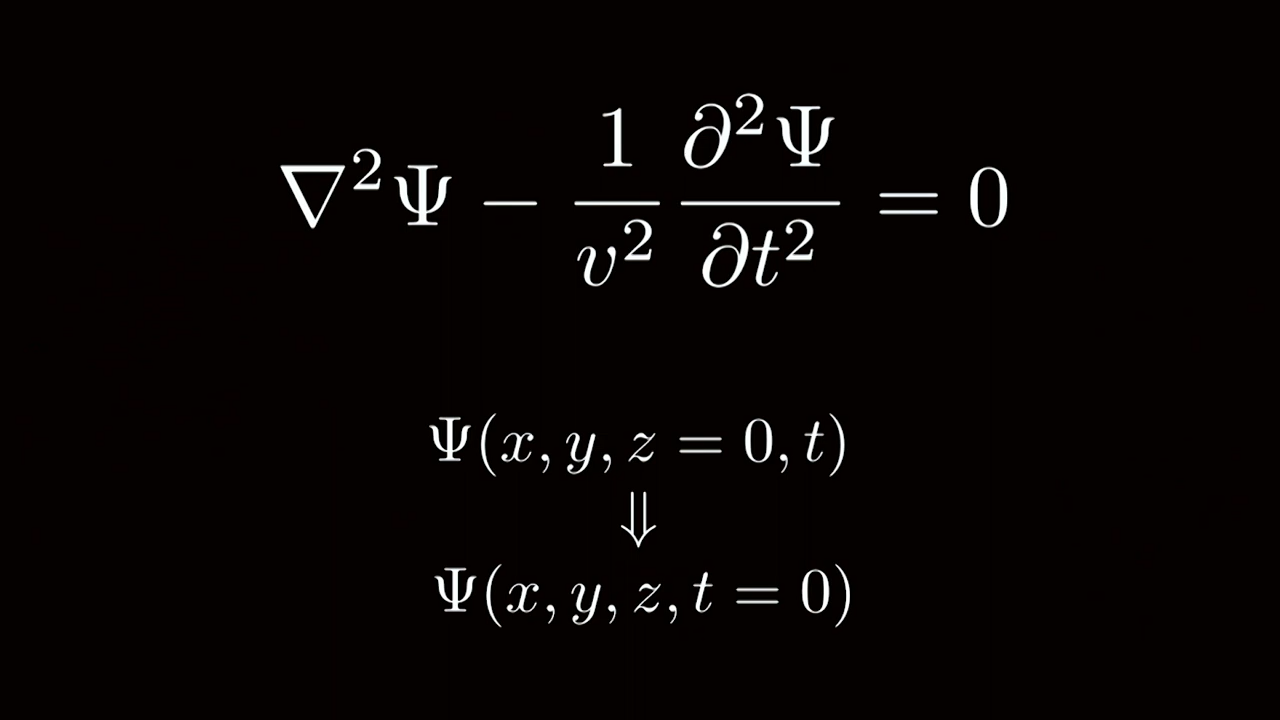 ∇²Ψ − 1/v² ∂²Ψ/∂t² = 0
Ψ(x, y, z = 0, t)
⇓
Ψ(x, y, z, t = 0)